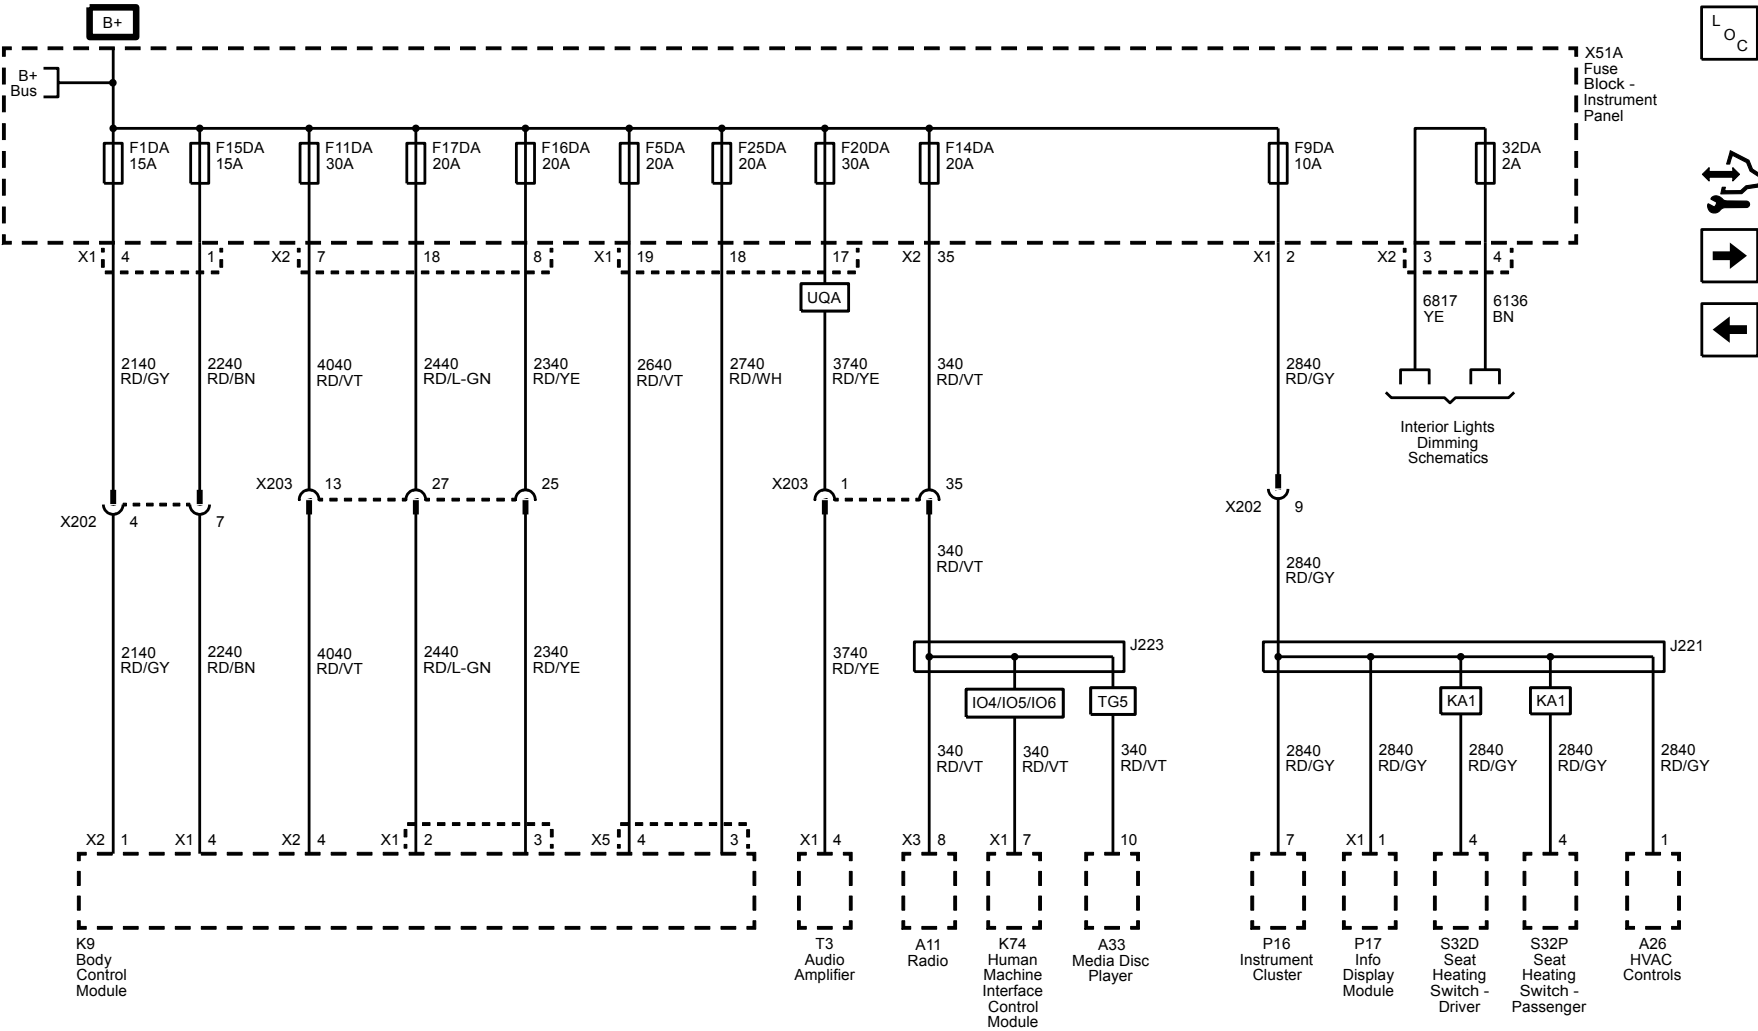 B+
L
O
C
X51A
Fuse
Block -
Instrument
Panel
B+
Bus
F1DA
15A
F15DA
15A
F11DA
30A
F17DA
20A
F16DA
20A
F5DA
20A
F25DA
20A
F20DA
30A
F14DA
20A
F9DA
10A
32DA
2A
X1 4 1 X2 7 18 8 X1 19 18 17 X2 35 X1 2 X2 3 4
UQA
6817
YE
6136
BN
2140
RD/GY
2240
RD/BN
4040
RD/VT
2440
RD/L-GN
2340
RD/YE
2640
RD/VT
2740
RD/WH
3740
RD/YE
340
RD/VT
2840
RD/GY
Interior Lights
Dimming
Schematics
X203 13 27 25 X203 1 35
X202 4 7 X202 9
340
RD/VT
2840
RD/GY
2140
RD/GY
2240
RD/BN
4040
RD/VT
2440
RD/L-GN
2340
RD/YE
3740
RD/YE
J223
J221
IO4/IO5/IO6
TG5
KA1
KA1
340
RD/VT
340
RD/VT
340
RD/VT
2840
RD/GY
2840
RD/GY
2840
RD/GY
2840
RD/GY
2840
RD/GY
X2 1 X1 4 X2 4 X1 2 3 X5 4 3 X1 4 X3 8 X1 7 10 7 X1 1 4 4 1
K9
Body
Control
Module
T3
Audio
Amplifier
A11
Radio
K74
Human
Machine
Interface
Control
Module
A33
Media Disc
Player
P16
Instrument
Cluster
P17
Info
Display
Module
S32D
Seat
Heating
Switch -
Driver
S32P
Seat
Heating
Switch -
Passenger
A26
HVAC
Controls